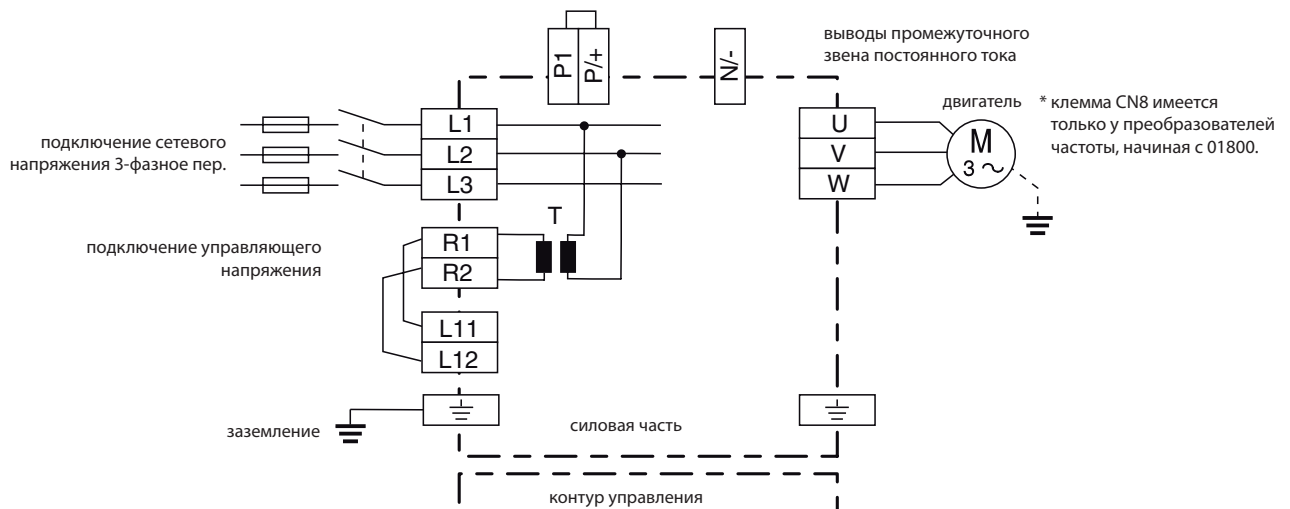 P1
P/+
N/-
выводы промежуточного
звена постоянного тока
подключение сетевого
напряжения 3-фазное пер.
L1
L2
L3
U
V
W
двигатель
M
3 ~
* клемма CN8 имеется
только у преобразователей
частоты, начиная с 01800.
подключение управляющего
напряжения
R1
R2
T
L11
L12
заземление
силовая часть
контур управления